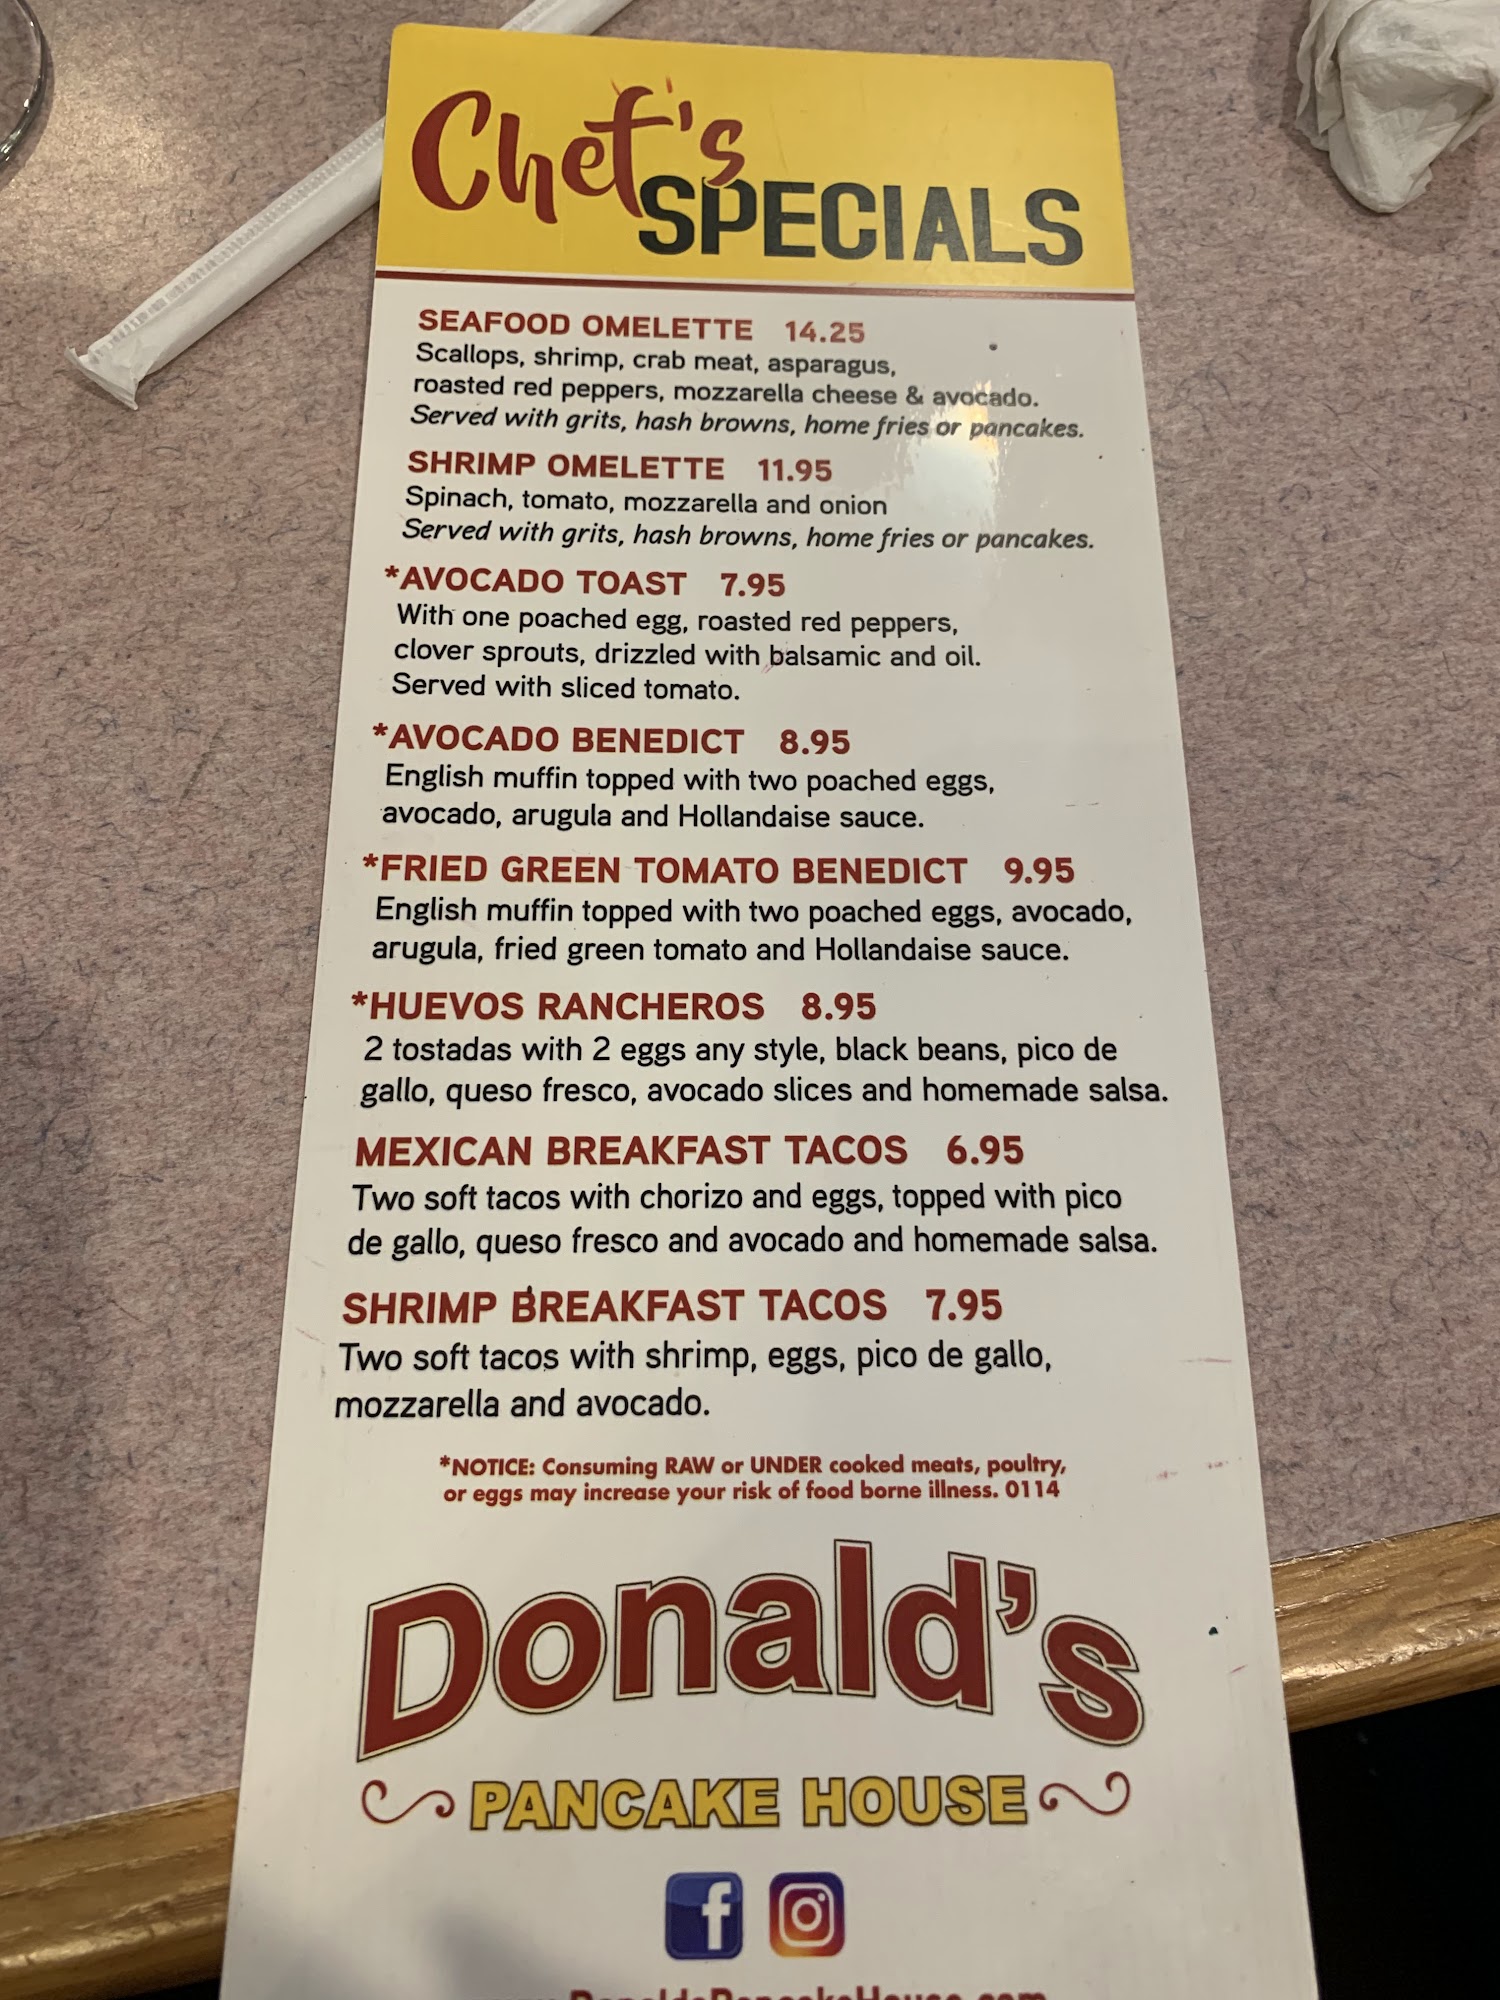 Chef's
SPECIALS
SEAFOOD OMELETTE 14.25
Scallops, shrimp, crab meat, asparagus,
roasted red peppers, mozzarella cheese & avocado.
Served with grits, hash browns, home fries or pancakes.
SHRIMP OMELETTE 11.95
Spinach, tomato, mozzarella and onion
Served with grits, hash browns, home fries or pancakes.
*AVOCADO TOAST 7.95
With one poached egg, roasted red peppers,
clover sprouts, drizzled with balsamic and oil.
Served with sliced tomato.
*AVOCADO BENEDICT 8.95
English muffin topped with two poached eggs,
avocado, arugula and Hollandaise sauce.
*FRIED GREEN TOMATO BENEDICT 9.95
English muffin topped with two poached eggs, avocado,
arugula, fried green tomato and Hollandaise sauce.
*HUEVOS RANCHEROS 8.95
2 tostadas with 2 eggs any style, black beans, pico de
gallo, queso fresco, avocado slices and homemade salsa.
MEXICAN BREAKFAST TACOS 6.95
Two soft tacos with chorizo and eggs, topped with pico
de gallo, queso fresco and avocado and homemade salsa.
SHRIMP BREAKFAST TACOS 7.95
Two soft tacos with shrimp, eggs, pico de gallo,
mozzarella and avocado.
*NOTICE: Consuming RAW or UNDER cooked meats, poultry,
or eggs may increase your risk of food borne illness. 0114
Donald's
PANCAKE HOUSE
f
www.DonaldsPancakeHouse.com